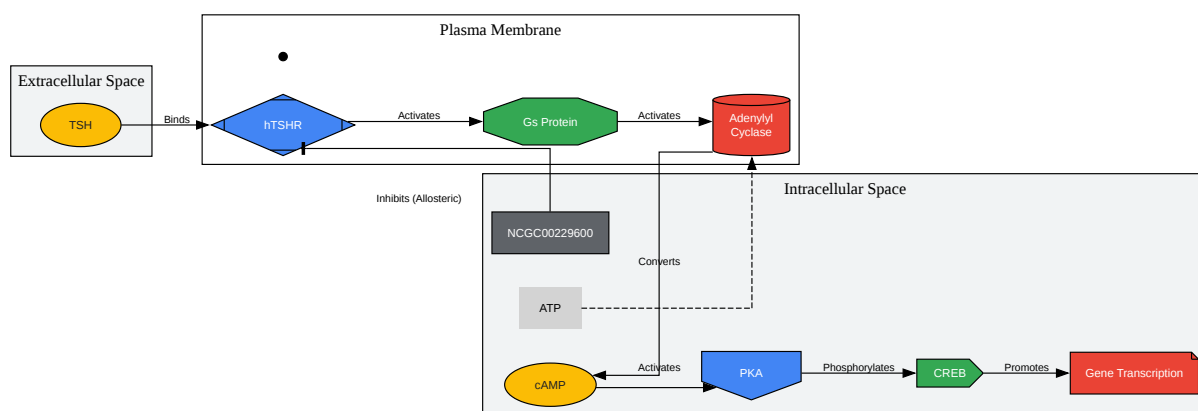 Plasma Membrane
Extracellular Space
TSH
Binds
hTSHR
Activates
Gs Protein
Activates
Adenylyl
Cyclase
Intracellular Space
Inhibits (Allosteric)
NCGC00229600
Converts
ATP
cAMP
Activates
PKA
Phosphorylates
CREB
Promotes
Gene Transcription